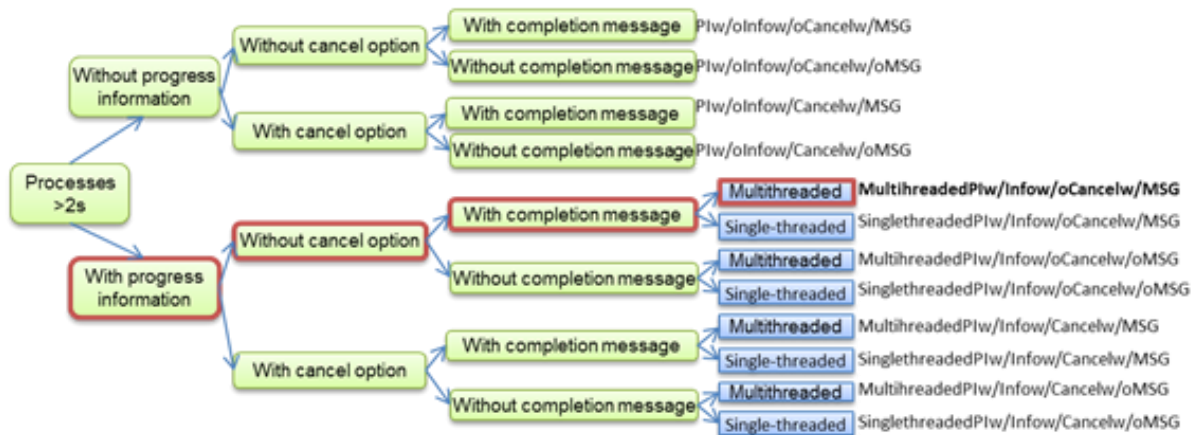 With completion message PIw/oInfow/oCancelw/MSG
Without cancel option
Without completion message PIw/oInfow/oCancelw/oMSG
Without progress
information
With completion message PIw/oInfow/Cancelw/MSG
With cancel option
Without completion message PIw/oInfow/Cancelw/oMSG
Processes
>2s
Multithreaded MultihreadedPIw/Infow/oCancelw/MSG
With completion message
Single-threaded SinglethreadedPIw/Infow/oCancelw/MSG
Without cancel option
Multithreaded MultihreadedPIw/Infow/oCancelw/oMSG
Without completion message
Single-threaded SinglethreadedPIw/Infow/oCancelw/oMSG
With progress
information
Multithreaded MultihreadedPIw/Infow/Cancelw/MSG
With completion message
Single-threaded SinglethreadedPIw/Infow/Cancelw/MSG
With cancel option
Multithreaded MultihreadedPIw/Infow/Cancelw/oMSG
Without completion message
Single-threaded SinglethreadedPIw/Infow/Cancelw/oMSG